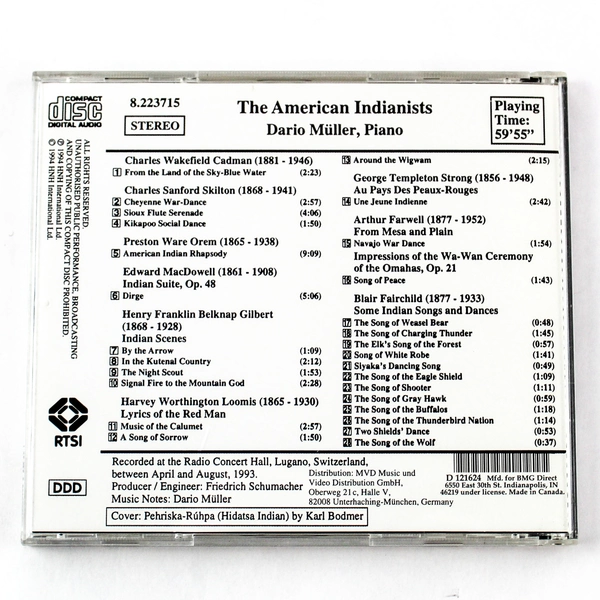 COMPACT
disc
DIGITAL AUDIO
8.223715
STEREO
The American Indianists
Dario Müller, Piano
Playing
Time:
59'55"
ALL RIGHTS RESERVED.
UNAUTHORISED PUBLIC PERFORMANCE, BROADCASTING
AND COPYING OF THIS COMPACT DISC PROHIBITED.
℗ 1994 HNH International Ltd.
© 1994 HNH International Ltd.
Charles Wakefield Cadman (1881 - 1946)
1 From the Land of the Sky-Blue Water (2:23)
Charles Sanford Skilton (1868 - 1941)
2 Cheyenne War-Dance (2:57)
3 Sioux Flute Serenade (4:06)
4 Kikapoo Social Dance (1:50)
Preston Ware Orem (1865 - 1938)
5 American Indian Rhapsody (9:09)
Edward MacDowell (1861 - 1908)
Indian Suite, Op. 48
6 Dirge (5:06)
Henry Franklin Belknap Gilbert
(1868 - 1928)
Indian Scenes
7 By the Arrow (1:09)
8 In the Kutenai Country (2:12)
9 The Night Scout (1:53)
10 Signal Fire to the Mountain God (2:28)
Harvey Worthington Loomis (1865 - 1930)
Lyrics of the Red Man
11 Music of the Calumet (2:57)
12 A Song of Sorrow (1:50)
13 Around the Wigwam (2:15)
George Templeton Strong (1856 - 1948)
Au Pays Des Peaux-Rouges
14 Une Jeune Indienne (2:42)
Arthur Farwell (1877 - 1952)
From Mesa and Plain
15 Navajo War Dance (1:54)
Impressions of the Wa-Wan Ceremony
of the Omahas, Op. 21
16 Song of Peace (1:43)
Blair Fairchild (1877 - 1933)
Some Indian Songs and Dances
17 The Song of Weasel Bear (0:48)
18 The Song of Charging Thunder (1:45)
19 The Elk's Song of the Forest (0:57)
20 Song of White Robe (1:41)
21 Slyaka's Dancing Song (0:49)
22 The Song of the Eagle Shield (1:09)
23 The Song of Shooter (1:11)
24 The Song of Gray Hawk (0:59)
25 The Song of the Buffalos (1:18)
26 The Song of the Thunderbird Nation (1:14)
27 Two Shields' Dance (0:53)
28 The Song of the Wolf (0:37)
RTSI
DDD
Recorded at the Radio Concert Hall, Lugano, Switzerland,
between April and August, 1993.
Producer / Engineer: Friedrich Schumacher
Music Notes: Dario Müller
Distribution: MVD Music und
Video Distribution GmbH,
Oberweg 21c, Halle V,
82008 Unterhaching-München, Germany
D 121624 Mfd. for BMG Direct
6550 East 30th St. Indianapolis, IN
46219 under license. Made in Canada.
Cover: Pehriska-Rúhpa (Hidatsa Indian) by Karl Bodmer